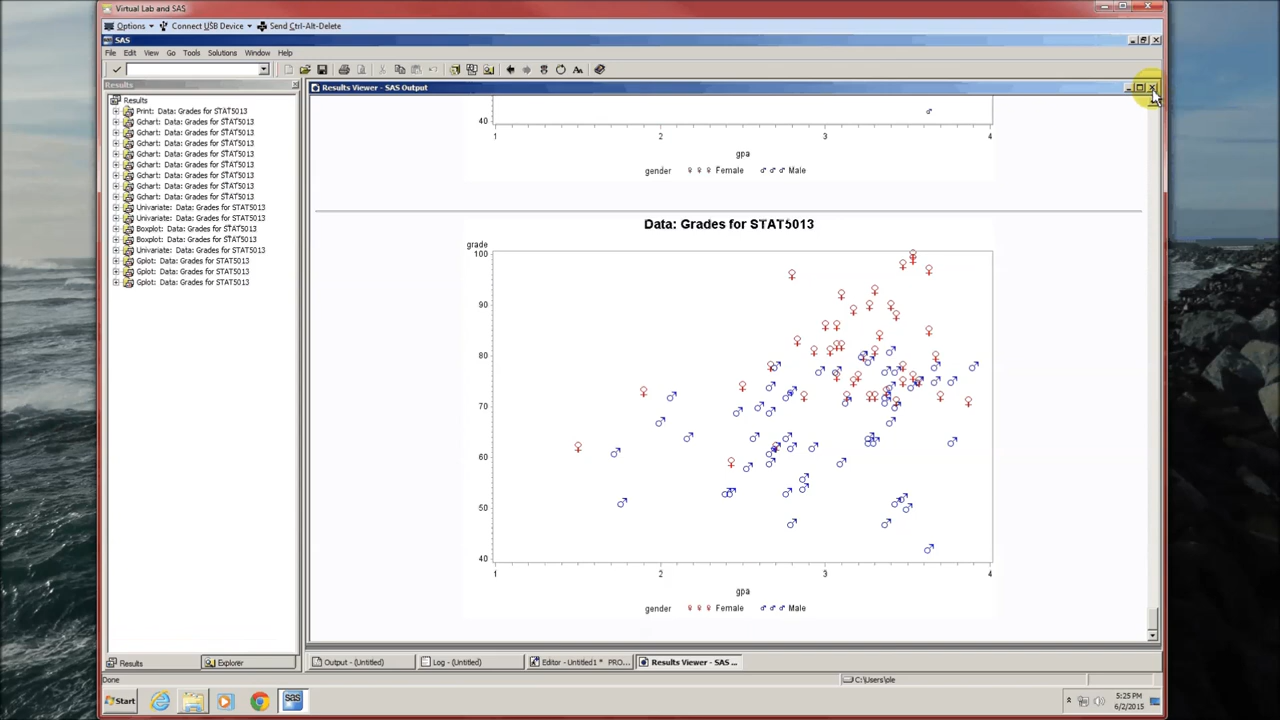 Virtual Lab and SAS
Options Connect USB Device Send Ctrl-Alt-Delete
SAS
File Edit View Go Tools Solutions Window Help
Results
Results
Print: Data: Grades for STAT5013
Gchart: Data: Grades for STAT5013
Gchart: Data: Grades for STAT5013
Gchart: Data: Grades for STAT5013
Gchart: Data: Grades for STAT5013
Gchart: Data: Grades for STAT5013
Gchart: Data: Grades for STAT5013
Gchart: Data: Grades for STAT5013
Gchart: Data: Grades for STAT5013
Univariate: Data: Grades for STAT5013
Univariate: Data: Grades for STAT5013
Boxplot: Data: Grades for STAT5013
Boxplot: Data: Grades for STAT5013
Univariate: Data: Grades for STAT5013
Gplot: Data: Grades for STAT5013
Gplot: Data: Grades for STAT5013
Gplot: Data: Grades for STAT5013
Results Viewer - SAS Output
40
1 2 3 4
gpa
gender ♀ ♀ ♀ Female ♂ ♂ ♂ Male
Data: Grades for STAT5013
grade
100
90
80
70
60
50
40
1 2 3 4
gpa
gender ♀ ♀ ♀ Female ♂ ♂ ♂ Male
Results Explorer
Output - (Untitled) Log - (Untitled) Editor - Untitled1 * PRO... Results Viewer - SAS ...
Done C:\Users\ple
Start sas 5:25 PM
6/2/2015